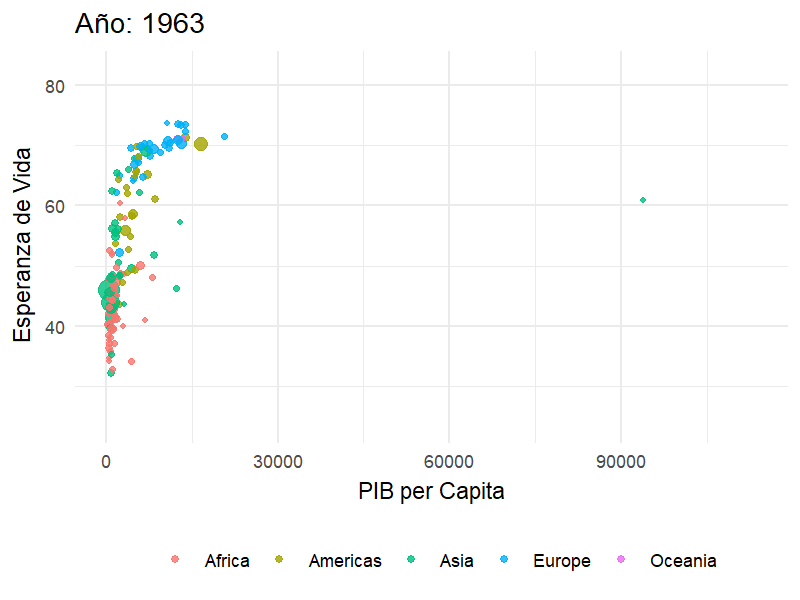 Año: 1963
80
60
40
Esperanza de Vida
0 30000 60000 90000
PIB per Capita
Africa Americas Asia Europe Oceania